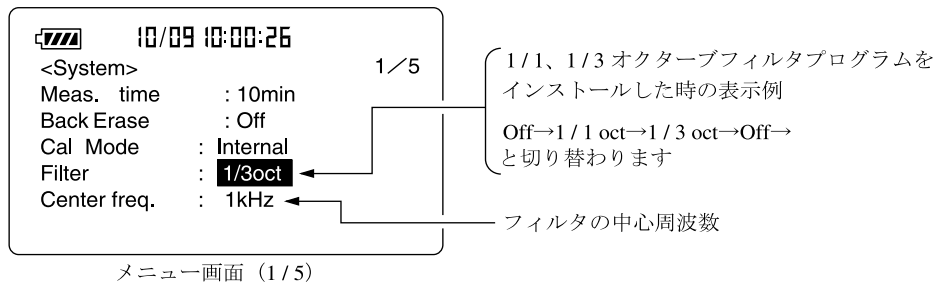 10/09 10:00:26
<System> 1/5
Meas. time : 10min
Back Erase : Off
Cal Mode : Internal
Filter : 1/3oct
Center freq. : 1kHz
メニュー画面（1 / 5）
1 / 1、1 / 3 オクターブフィルタプログラムを
インストールした時の表示例
Off→1 / 1 oct→1 / 3 oct→Off→
と切り替わります
フィルタの中心周波数